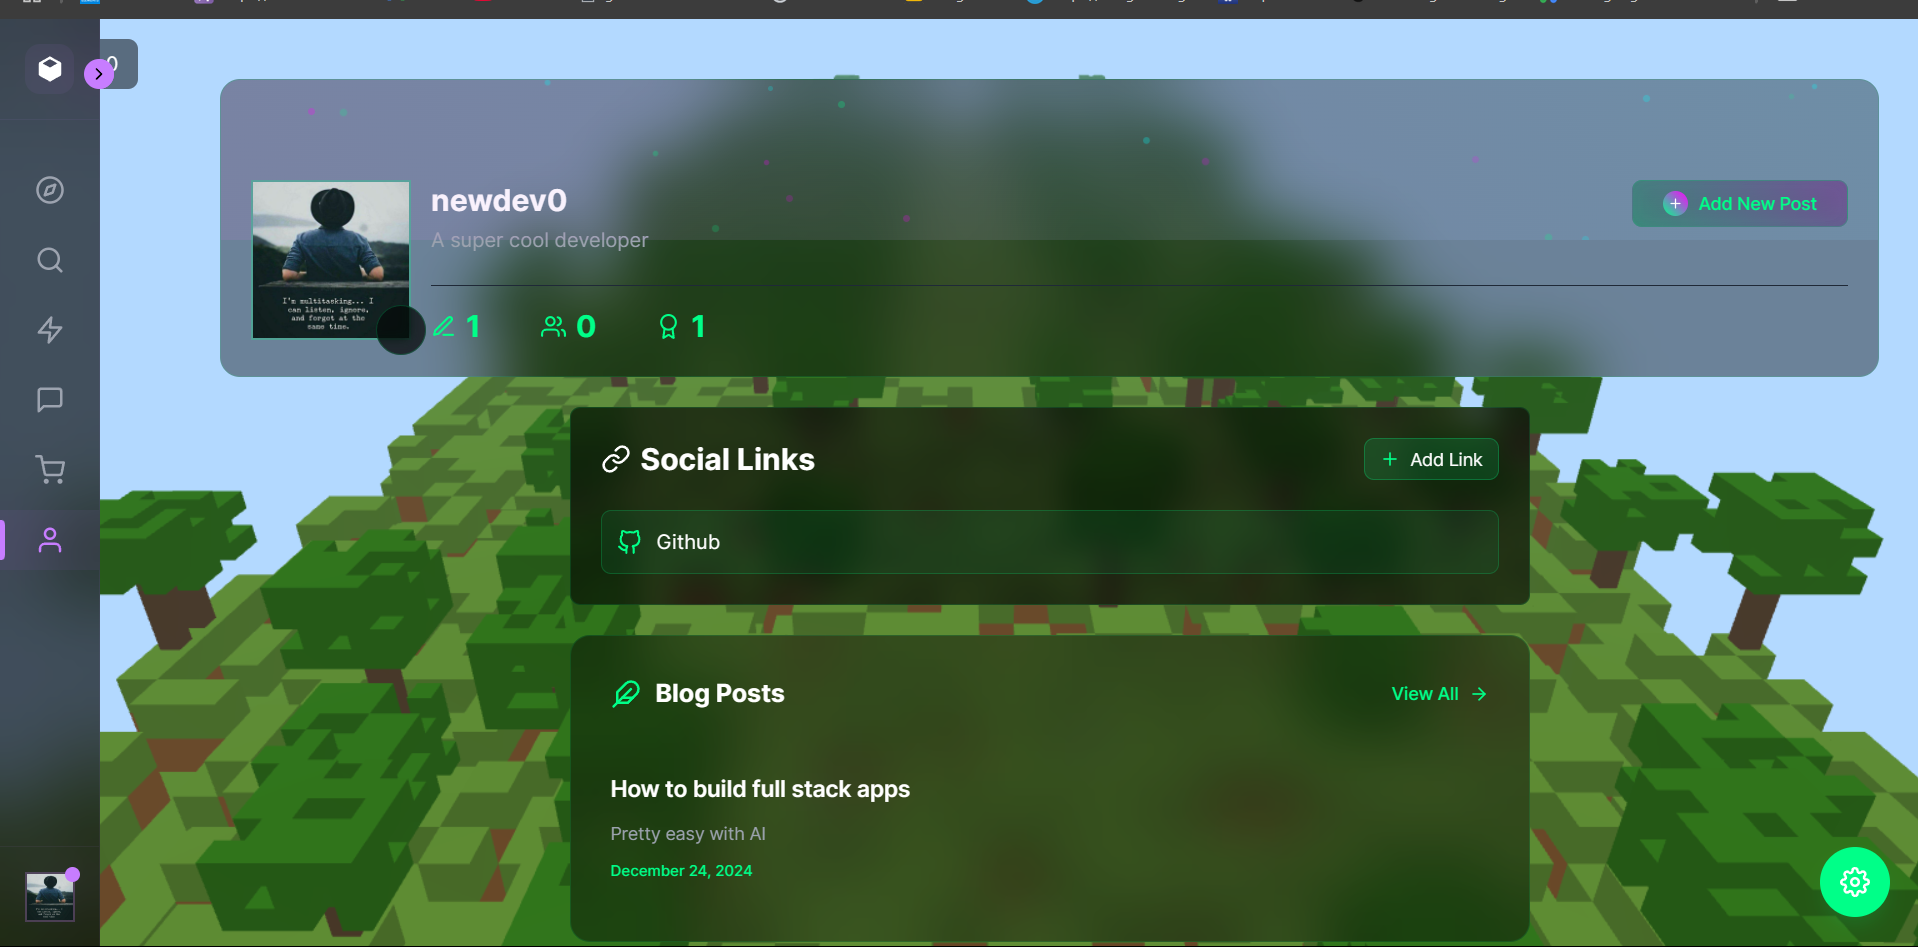 0
newdev0
A super cool developer
Add New Post
I'm multitasking... I
can listen, ignore,
and forget at the
same time.
1
0
1
Social Links
Add Link
Github
Blog Posts
View All
How to build full stack apps
Pretty easy with AI
December 24, 2024